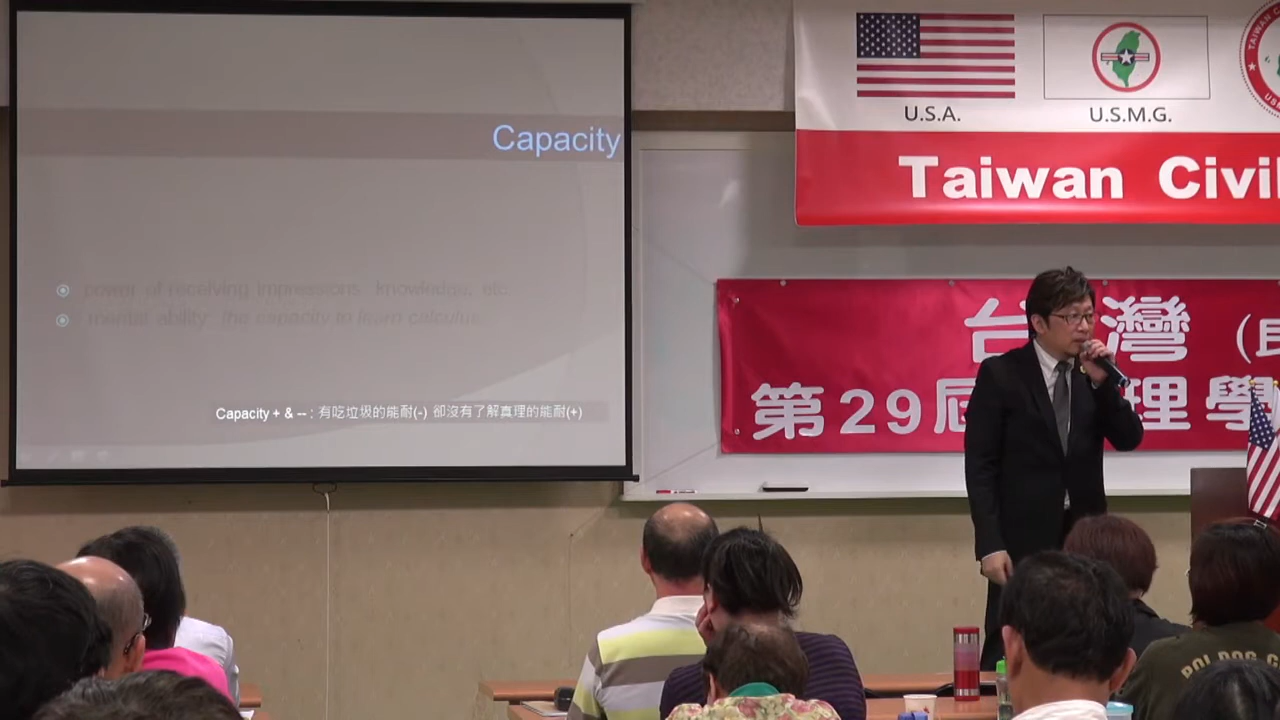 Capacity
power of receiving impressions, knowledge, etc.
mental ability: the capacity to learn calculus.
Capacity + & -- : 有吃垃圾的能耐(-) 卻沒有了解真理的能耐(+)
U.S.A.
U.S.M.G.
TAIWAN
Taiwan Civil
台灣 (
第29屆 理學